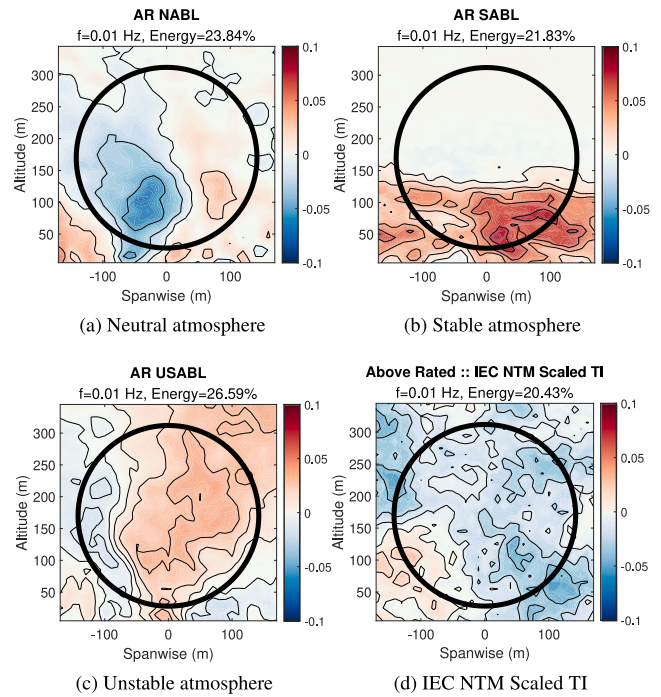 AR NABL
f=0.01 Hz, Energy=23.84%
Altitude (m)
300
250
200
150
100
50
-100 0 100
Spanwise (m)
0.1
0.05
0
-0.05
-0.1
(a) Neutral atmosphere
AR SABL
f=0.01 Hz, Energy=21.83%
Altitude (m)
300
250
200
150
100
50
-100 0 100
Spanwise (m)
0.1
0.05
0
-0.05
-0.1
(b) Stable atmosphere
AR USABL
f=0.01 Hz, Energy=26.59%
Altitude (m)
300
250
200
150
100
50
-100 0 100
Spanwise (m)
0.1
0.05
0
-0.05
-0.1
(c) Unstable atmosphere
Above Rated :: IEC NTM Scaled TI
f=0.01 Hz, Energy=20.43%
Altitude (m)
300
250
200
150
100
50
-100 0 100
Spanwise (m)
0.1
0.05
0
-0.05
-0.1
(d) IEC NTM Scaled TI